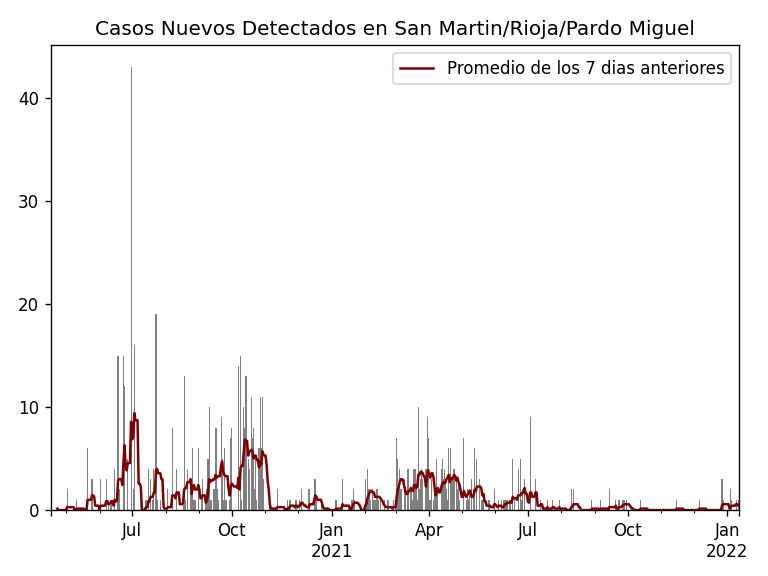 Casos Nuevos Detectados en San Martin/Rioja/Pardo Miguel
Promedio de los 7 dias anteriores
40
30
20
10
0
Jul
Oct
Jan
2021
Apr
Jul
Oct
Jan
2022